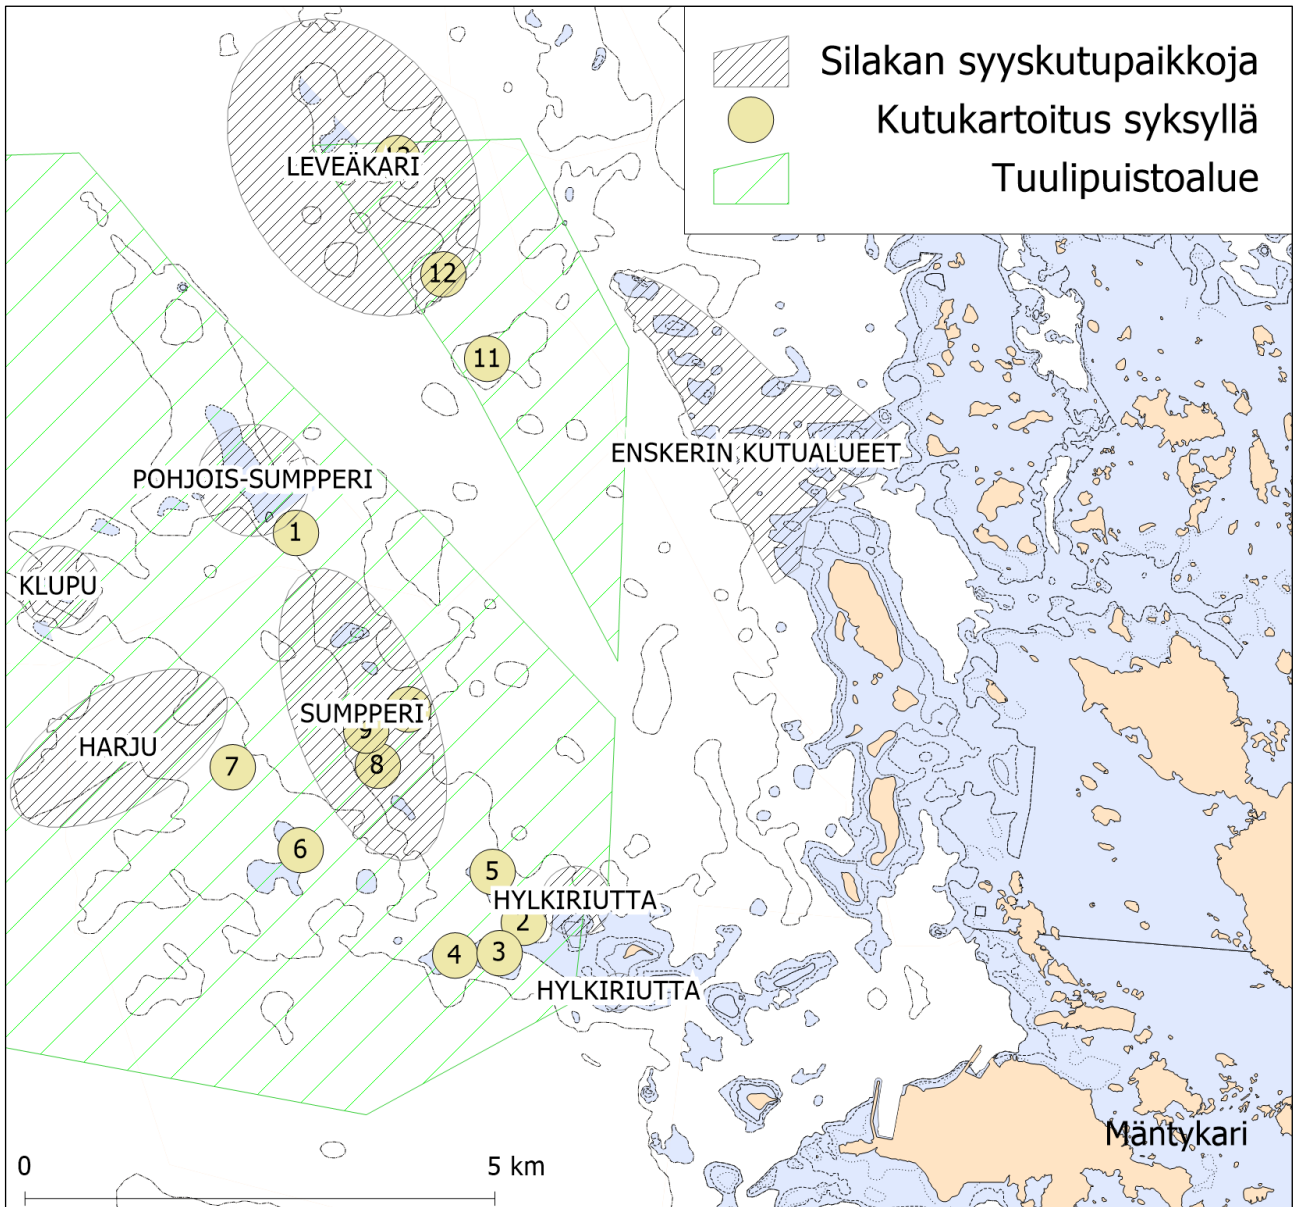 Silakan syyskutupaikkoja
Kutukartoitus syksyllä
Tuulipuistoalue
LEVEÄKARI
12
11
ENSKERIN KUTUALUEET
POHJOIS-SUMPPERI
1
KLUPU
SUMPPERI
9
HARJU
7
8
6
5
HYLKIRIUTTA
2
4
3
HYLKIRIUTTA
Mäntykari
0
5 km